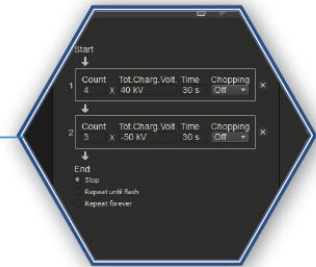 Start
Count Tot.Charg.Volt. Time Chopping
1 4 X 40 kV 30 s Off ×
Count Tot.Charg.Volt. Time Chopping
2 3 X -50 kV 30 s Off ×
End
Stop
Repeat until flash
Repeat forever